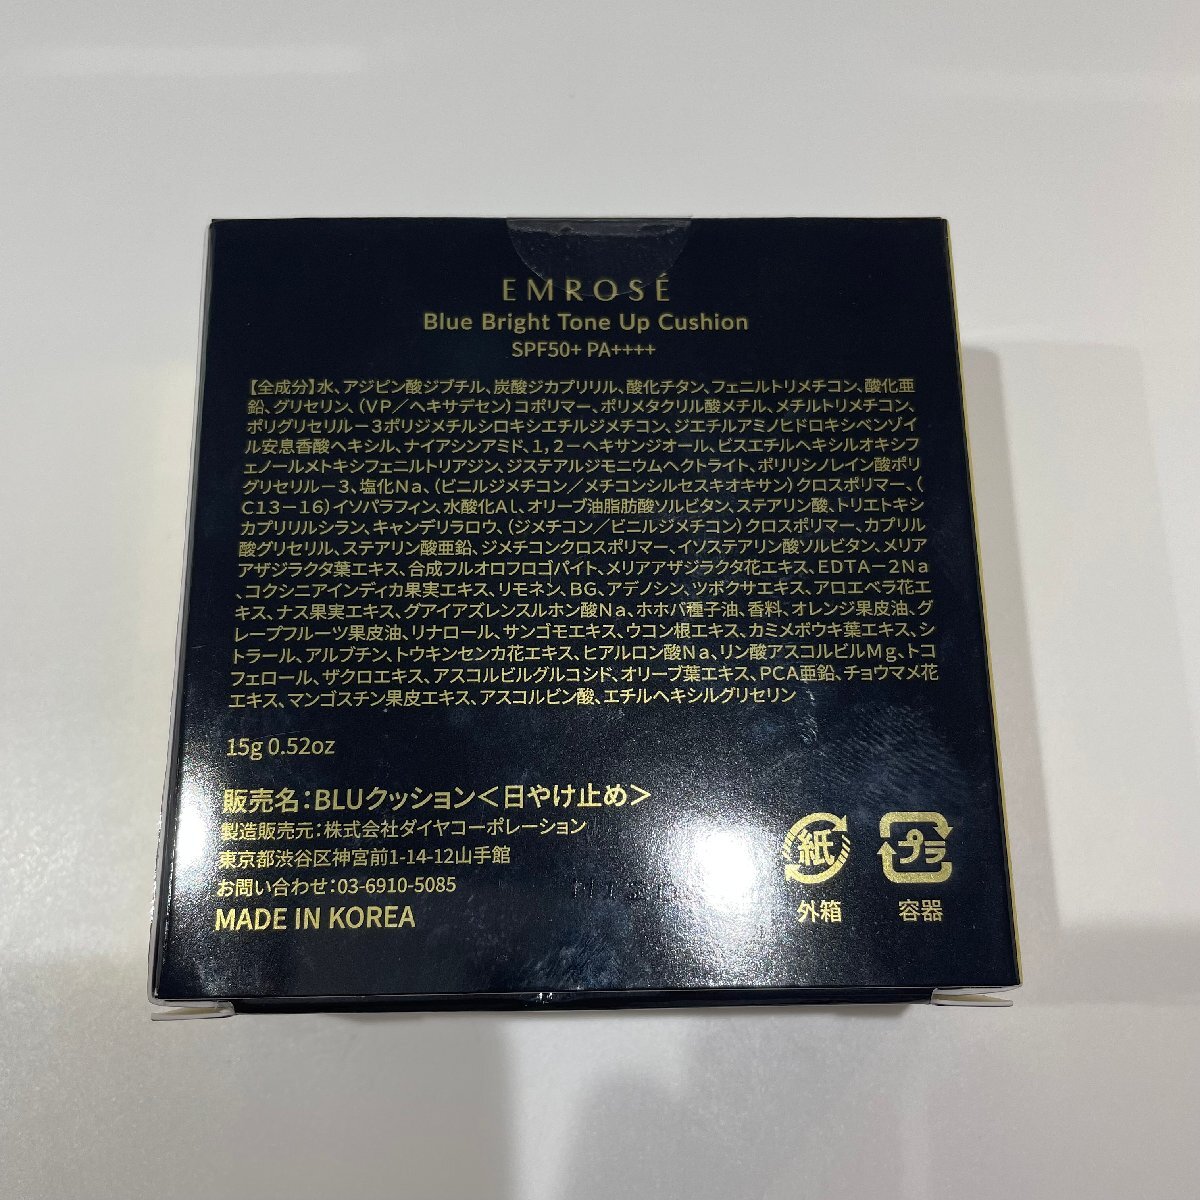 EMROSÉ
Blue Bright Tone Up Cushion
SPF50+ PA++++
【全成分】水、アジピン酸ジブチル、炭酸ジカプリリル、酸化チタン、フェニルトリメチコン、酸化亜
鉛、グリセリン、(VP／ヘキサデセン)コポリマー、ポリメタクリル酸メチル、メチルトリメチコン、
ポリグリセリル－3ポリジメチルシロキシエチルジメチコン、ジエチルアミノヒドロキシベンゾイ
ル安息香酸ヘキシル、ナイアシンアミド、1，2－ヘキサンジオール、ビスエチルヘキシルオキシフ
ェノールメトキシフェニルトリアジン、ジステアルジモニウムヘクトライト、ポリリシノレイン酸ポリ
グリセリル－3、塩化Na、(ビニルジメチコン／メチコンシルセスキオキサン)クロスポリマー、(
C13－16)イソパラフィン、水酸化Al、オリーブ油脂肪酸ソルビタン、ステアリン酸、トリエトキシ
カプリリルシラン、キャンデリラロウ、(ジメチコン／ビニルジメチコン)クロスポリマー、カプリル
酸グリセリル、ステアリン酸亜鉛、ジメチコンクロスポリマー、イソステアリン酸ソルビタン、メリア
アザジラクタ葉エキス、合成フルオロフロゴパイト、メリアアザジラクタ花エキス、EDTA－2Na
、コクシニアインディカ果実エキス、リモネン、BG、アデノシン、ツボクサエキス、アロエベラ花エ
キス、ナス果実エキス、グアイアズレンスルホン酸Na、ホホバ種子油、香料、オレンジ果皮油、グ
レープフルーツ果皮油、リナロール、サンゴモエキス、ウコン根エキス、カミメボウキ葉エキス、シ
トラール、アルブチン、トウキンセンカ花エキス、ヒアルロン酸Na、リン酸アスコルビルMg、トコ
フェロール、ザクロエキス、アスコルビルグルコシド、オリーブ葉エキス、PCA亜鉛、チョウマメ花
エキス、マンゴスチン果皮エキス、アスコルビン酸、エチルヘキシルグリセリン
15g 0.52oz
販売名：BLUクッション＜日やけ止め＞
製造販売元：株式会社ダイヤコーポレーション
東京都渋谷区神宮前1-14-12山手館
お問い合わせ：03-6910-5085
MADE IN KOREA
紙 プラ
外箱 容器